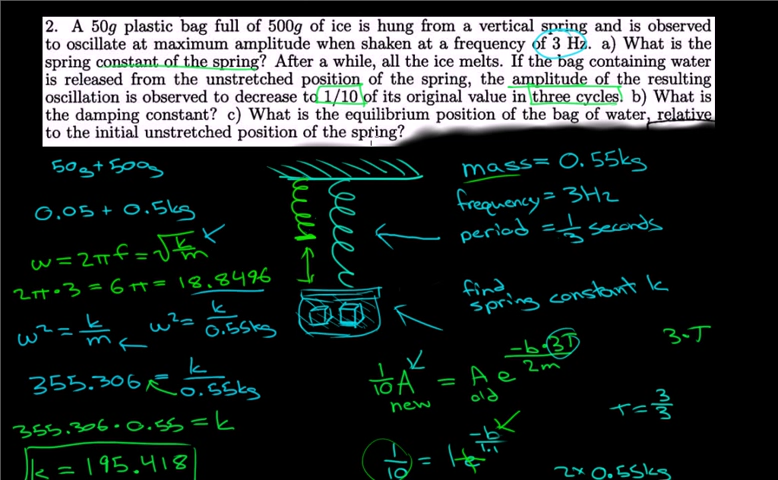 2. A 50g plastic bag full of 500g of ice is hung from a vertical spring and is observed
to oscillate at maximum amplitude when shaken at a frequency of 3 Hz. a) What is the
spring constant of the spring? After a while, all the ice melts. If the bag containing water
is released from the unstretched position of the spring, the amplitude of the resulting
oscillation is observed to decrease to 1/10 of its original value in three cycles. b) What is
the damping constant? c) What is the equilibrium position of the bag of water, relative
to the initial unstretched position of the spring?
50g + 500g
0.05 + 0.5kg
w = 2πf = √k/m
2π·3 = 6π = 18.8496
w² = k/m w² = k/0.55kg
355.306 = k/0.55kg
355.306 · 0.55 = k
k = 195.418
mass = 0.55kg
frequency = 3Hz
period = 1/3 seconds
find
spring constant k
1/10 A = A e^(-b·3T/2m)
new old
1/10 = 1e^(-b/1.1)
3·T
T = 3/3
2 x 0.55kg